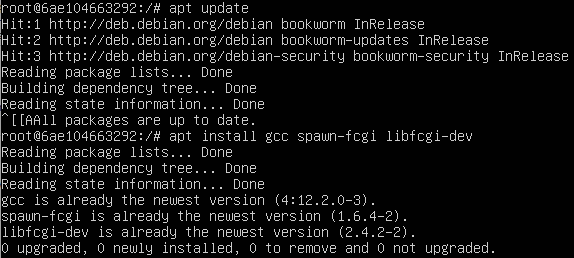 root@6ae104663292:/# apt update
Hit:1 http://deb.debian.org/debian bookworm InRelease
Hit:2 http://deb.debian.org/debian bookworm-updates InRelease
Hit:3 http://deb.debian.org/debian-security bookworm-security InRelease
Reading package lists... Done
Building dependency tree... Done
Reading state information... Done
^[[AAll packages are up to date.
root@6ae104663292:/# apt install gcc spawn-fcgi libfcgi-dev
Reading package lists... Done
Building dependency tree... Done
Reading state information... Done
gcc is already the newest version (4:12.2.0-3).
spawn-fcgi is already the newest version (1.6.4-2).
libfcgi-dev is already the newest version (2.4.2-2).
0 upgraded, 0 newly installed, 0 to remove and 0 not upgraded.